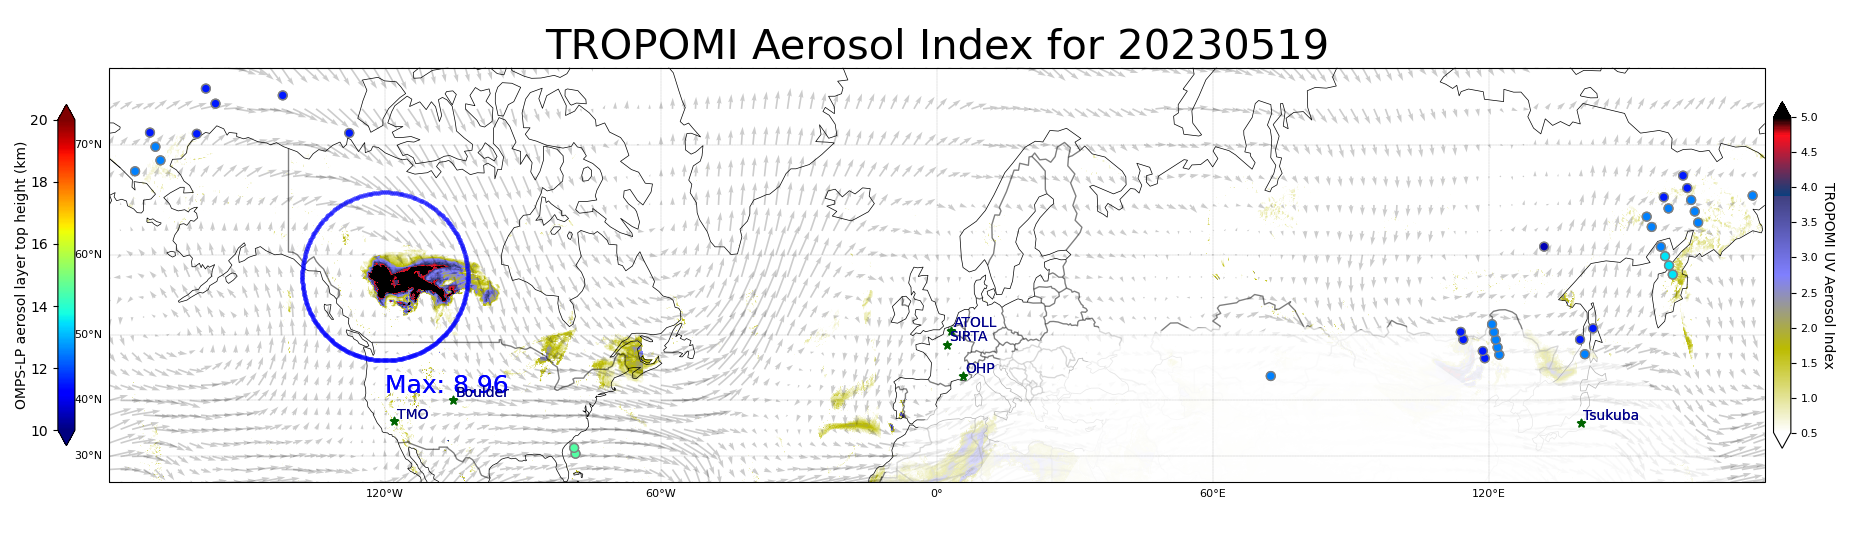 TROPOMI Aerosol Index for 20230519
OMPS-LP aerosol layer top height (km)
20
18
16
14
12
10
70°N
60°N
50°N
40°N
30°N
120°W
60°W
0°
60°E
120°E
Max: 8.96
Boulder
TMO
ATOLL
SIRTA
OHP
Tsukuba
5.0
4.5
4.0
3.5
3.0
2.5
2.0
1.5
1.0
0.5
TROPOMI UV Aerosol Index